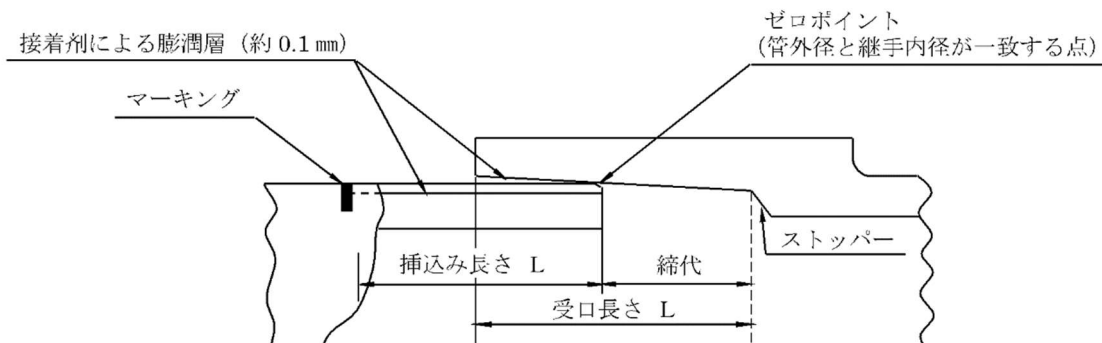 接着剤による膨潤層 (約 0.1 ㎜)
ゼロポイント
(管外径と継手内径が一致する点)
マーキング
ストッパー
挿込み長さ L
締代
受口長さ L